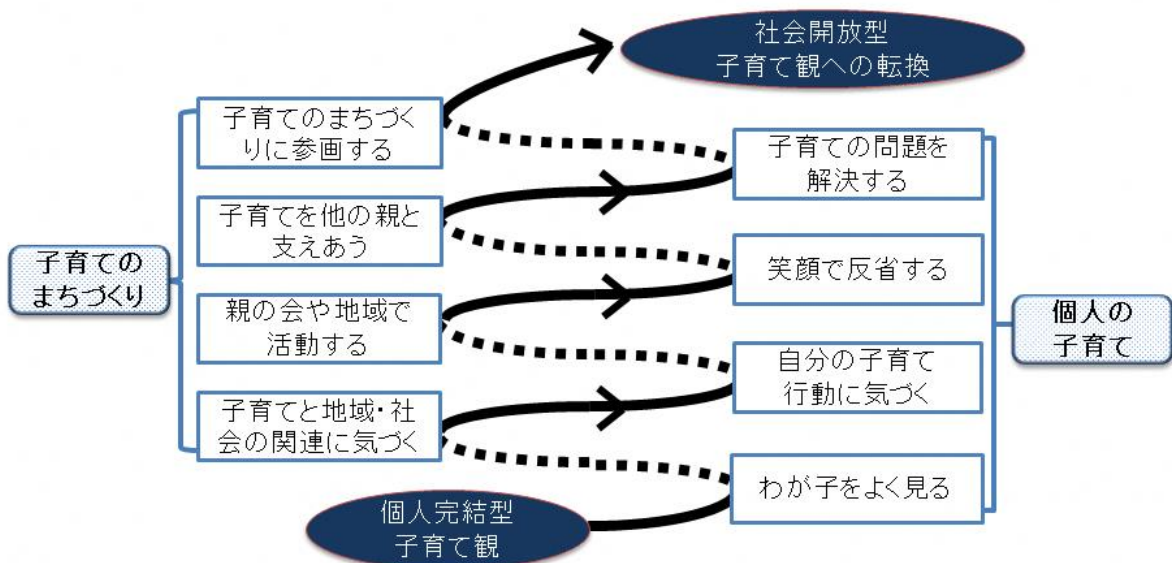 社会開放型
子育て観への転換
子育てのまちづく
りに参画する
子育ての問題を
解決する
子育てを他の親と
支えあう
子育ての
まちづくり
笑顔で反省する
親の会や地域で
活動する
個人の
子育て
自分の子育て
行動に気づく
子育てと地域・社
会の関連に気づく
わが子をよく見る
個人完結型
子育て観